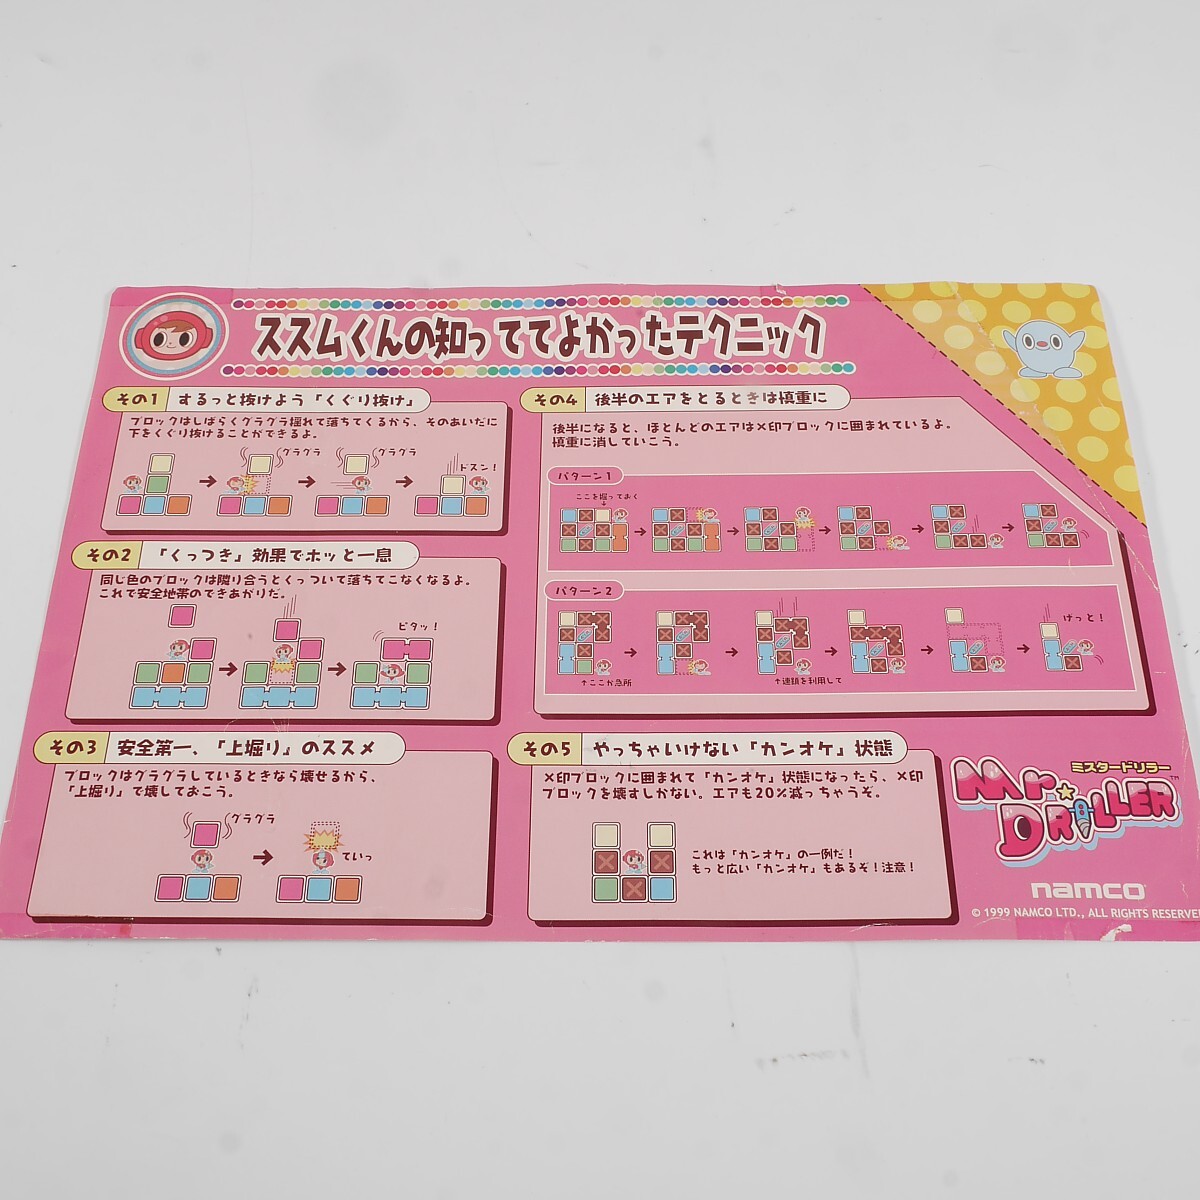 ススムくんの知っててよかったテクニック
その1 するっと抜けよう「くぐり抜け」
ブロックはしばらくグラグラ揺れて落ちてくるから、そのあいだに
下をくぐり抜けることができるよ。
グラグラ
グラグラ
ドスン!
その2 「くっつき」効果でホッと一息
同じ色のブロックは隣り合うとくっついて落ちてこなくなるよ。
これで安全地帯のできあがりだ。
ピタッ!
その3 安全第一、「上掘り」のススメ
ブロックはグラグラしているときなら壊せるから、
「上掘り」で壊しておこう。
グラグラ
ていっ
その4 後半のエアをとるときは慎重に
後半になると、ほとんどのエアは×印ブロックに囲まれているよ。
慎重に消していこう。
パターン1
ここを掘っておく
↓
パターン2
↑ここが急所
↑連鎖を利用して
げっと!
その5 やっちゃいけない「カンオケ」状態
×印ブロックに囲まれて「カンオケ」状態になったら、×印
ブロックを壊すしかない。エアも20%減っちゃうぞ。
これは「カンオケ」の一例だ!
もっと広い「カンオケ」もあるぞ!注意!
ミスタードリラー
Mr. DRILLER™
namco
© 1999 NAMCO LTD., ALL RIGHTS RESERVE